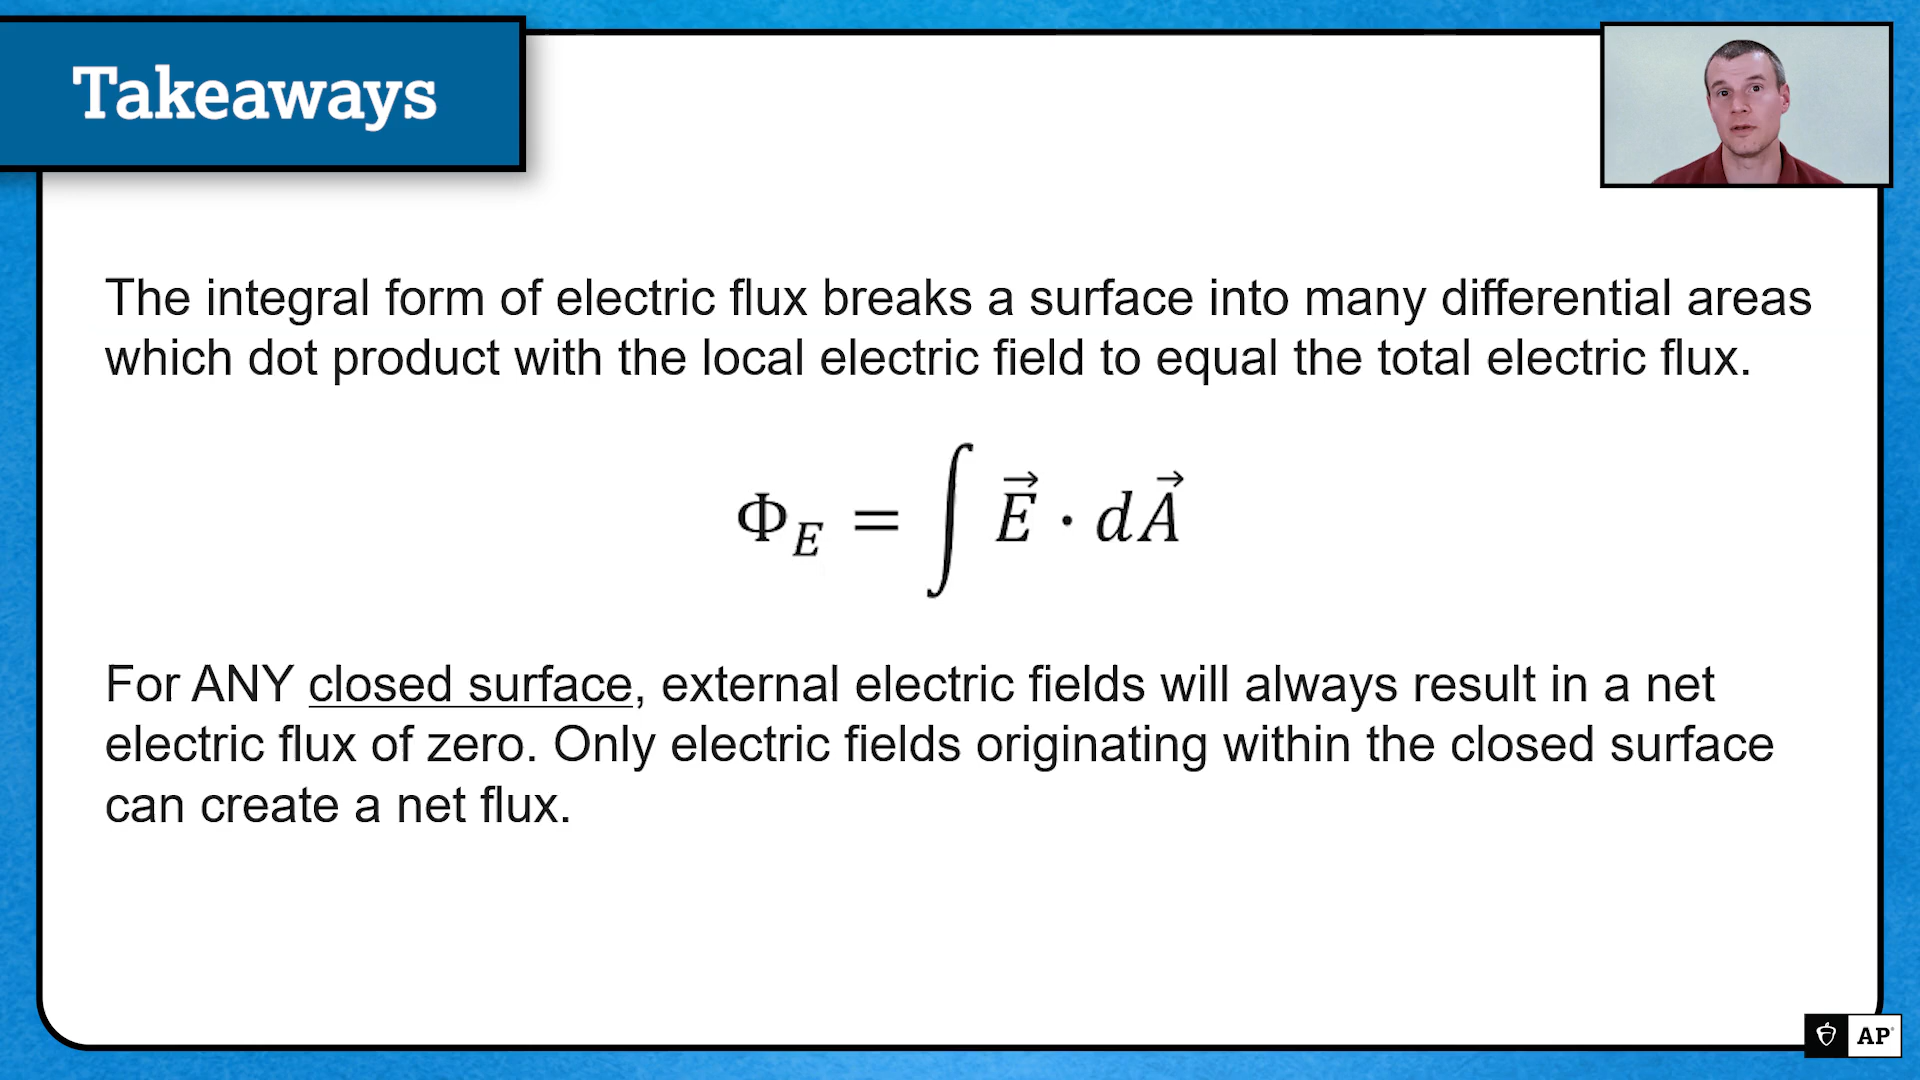 Takeaways
The integral form of electric flux breaks a surface into many differential areas
which dot product with the local electric field to equal the total electric flux.
Φ_E = ∫ E⃗ · dA⃗
For ANY closed surface, external electric fields will always result in a net
electric flux of zero. Only electric fields originating within the closed surface
can create a net flux.
AP®